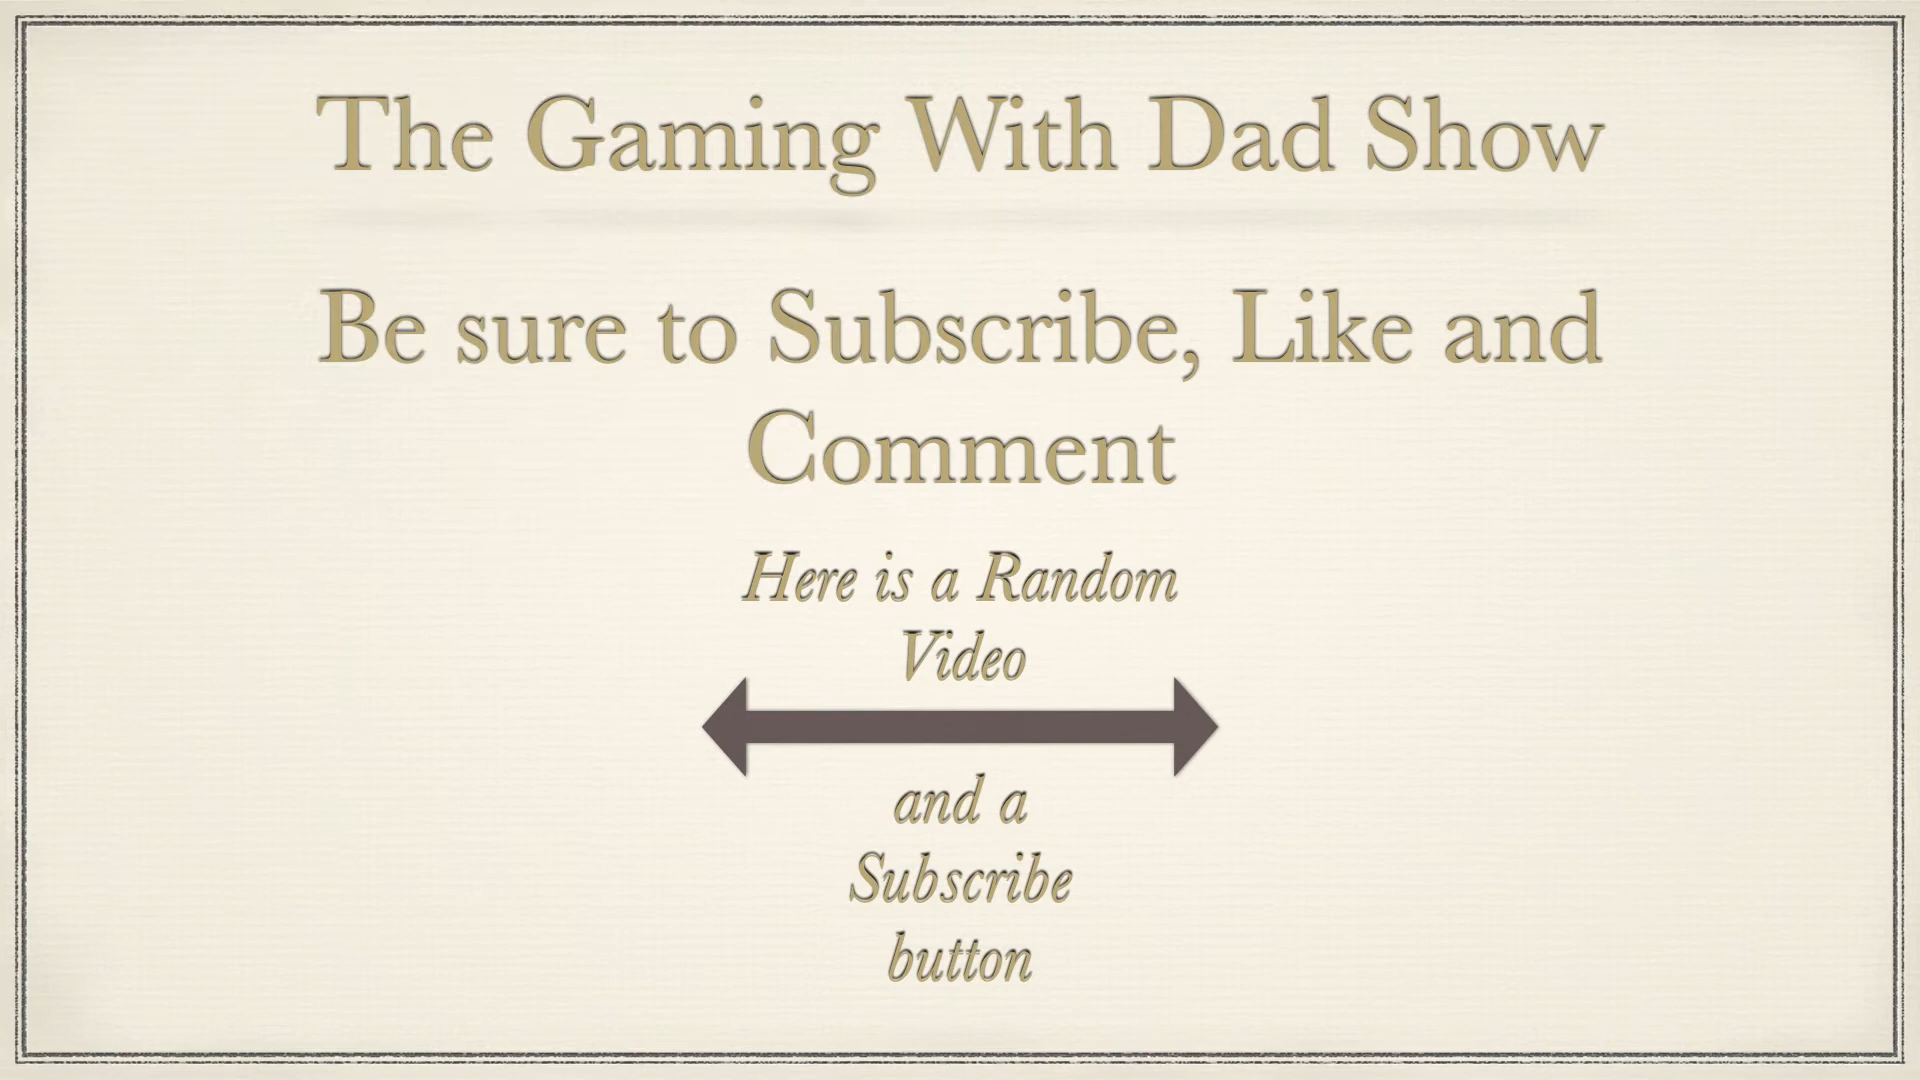 The Gaming With Dad Show
Be sure to Subscribe, Like and
Comment
Here is a Random
Video
and a
Subscribe
button